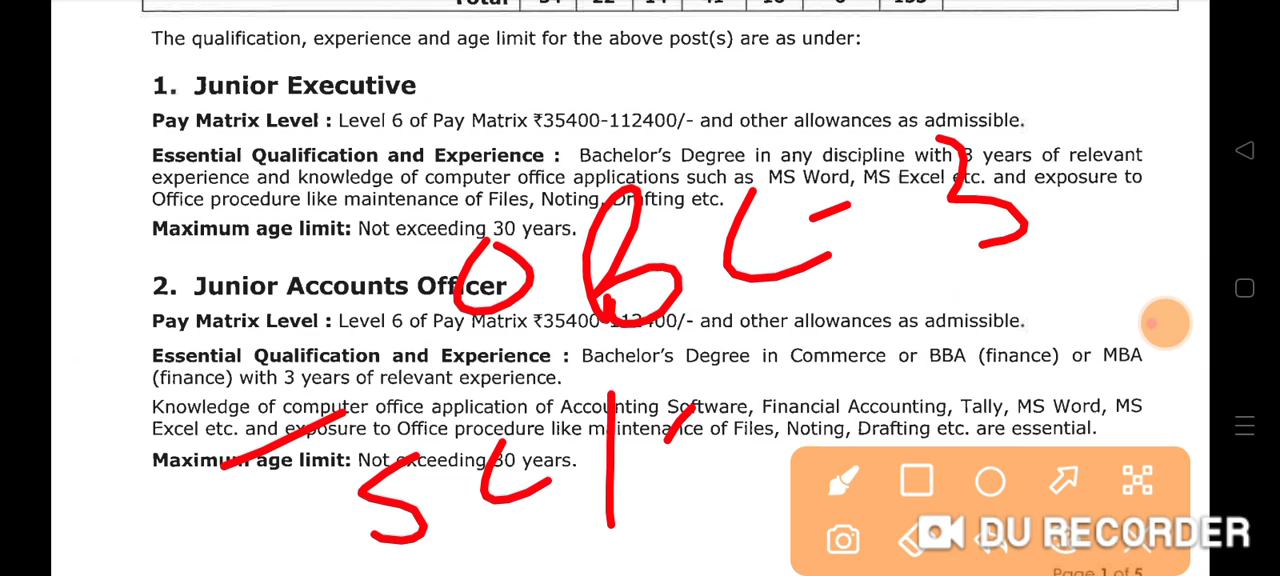 Total
The qualification, experience and age limit for the above post(s) are as under:
1. Junior Executive
Pay Matrix Level : Level 6 of Pay Matrix ₹35400-112400/- and other allowances as admissible.
Essential Qualification and Experience : Bachelor's Degree in any discipline with 3 years of relevant
experience and knowledge of computer office applications such as MS Word, MS Excel etc. and exposure to
Office procedure like maintenance of Files, Noting, Drafting etc.
Maximum age limit: Not exceeding 30 years.
OBC = 3
2. Junior Accounts Officer
Pay Matrix Level : Level 6 of Pay Matrix ₹35400-112400/- and other allowances as admissible.
Essential Qualification and Experience : Bachelor's Degree in Commerce or BBA (finance) or MBA
(finance) with 3 years of relevant experience.
Knowledge of computer office application of Accounting Software, Financial Accounting, Tally, MS Word, MS
Excel etc. and exposure to Office procedure like maintenance of Files, Noting, Drafting etc. are essential.
Maximum age limit: Not exceeding 30 years.
SC
DU RECORDER
Page 1 of 5